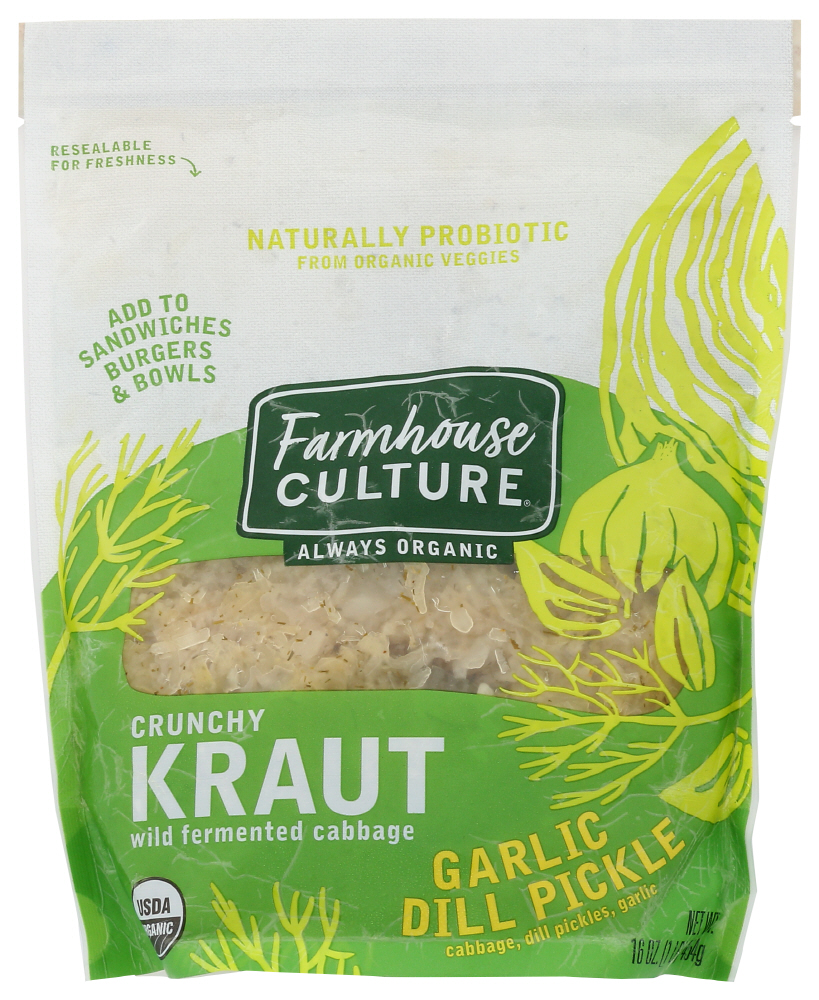 RESEALABLE
FOR FRESHNESS
NATURALLY PROBIOTIC
FROM ORGANIC VEGGIES
ADD TO
SANDWICHES
BURGERS
& BOWLS
Farmhouse
CULTURE®
ALWAYS ORGANIC
CRUNCHY
KRAUT
wild fermented cabbage
GARLIC
DILL PICKLE
cabbage, dill pickles, garlic
USDA
NET
16 OZ.